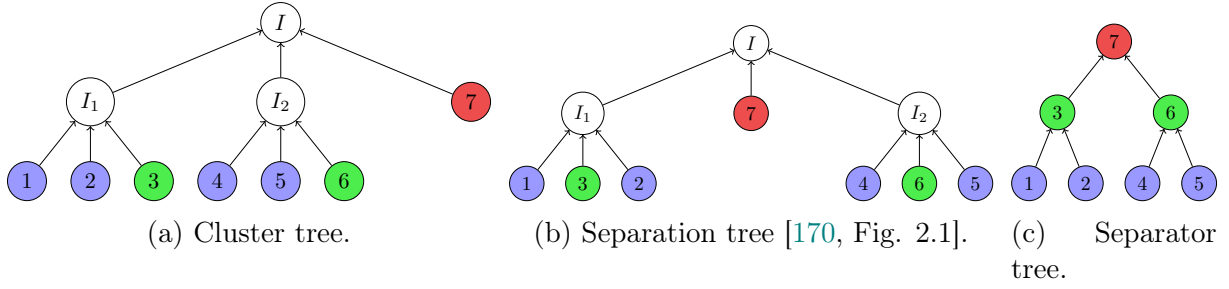 I
I
7
I₁
I₂
7
I₁
7
I₂
3
6
1
2
3
4
5
6
1
3
2
4
6
5
1
2
4
5
(a) Cluster tree.
(b) Separation tree [170, Fig. 2.1].
(c) Separator
tree.